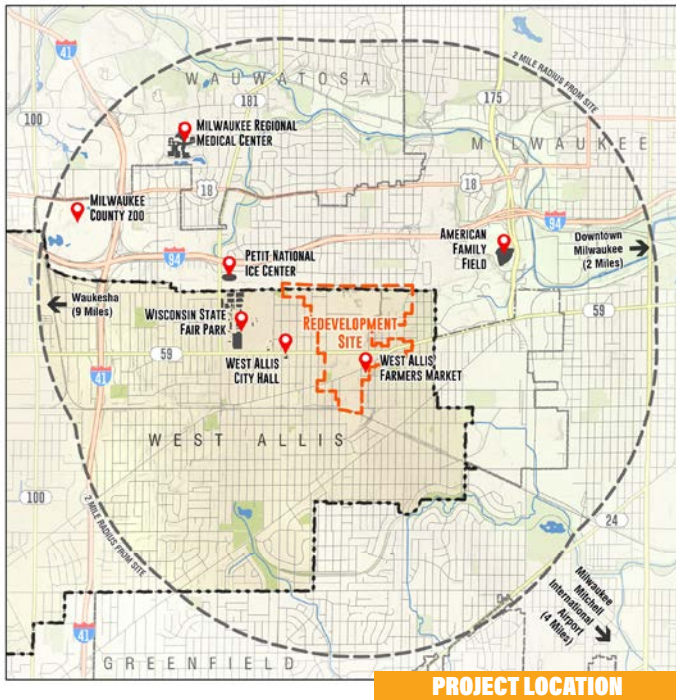 41
2 MILE RADIUS FROM SITE
WAUWATOSA
181
175
100
MILWAUKEE
MILWAUKEE REGIONAL
MEDICAL CENTER
18
18
MILWAUKEE
COUNTY ZOO
94
AMERICAN
FAMILY
FIELD
Downtown
Milwaukee
(2 Miles)
94
PETIT NATIONAL
ICE CENTER
Waukesha
(9 Miles)
WISCONSIN STATE
FAIR PARK
REDEVELOPMENT
SITE
59
59
WEST ALLIS
CITY HALL
WEST ALLIS
FARMERS MARKET
41
WEST ALLIS
100
2 MILE RADIUS FROM SITE
24
Milwaukee
Mitchell
International
Airport
(4 Miles)
41
GREENFIELD
PROJECT LOCATION